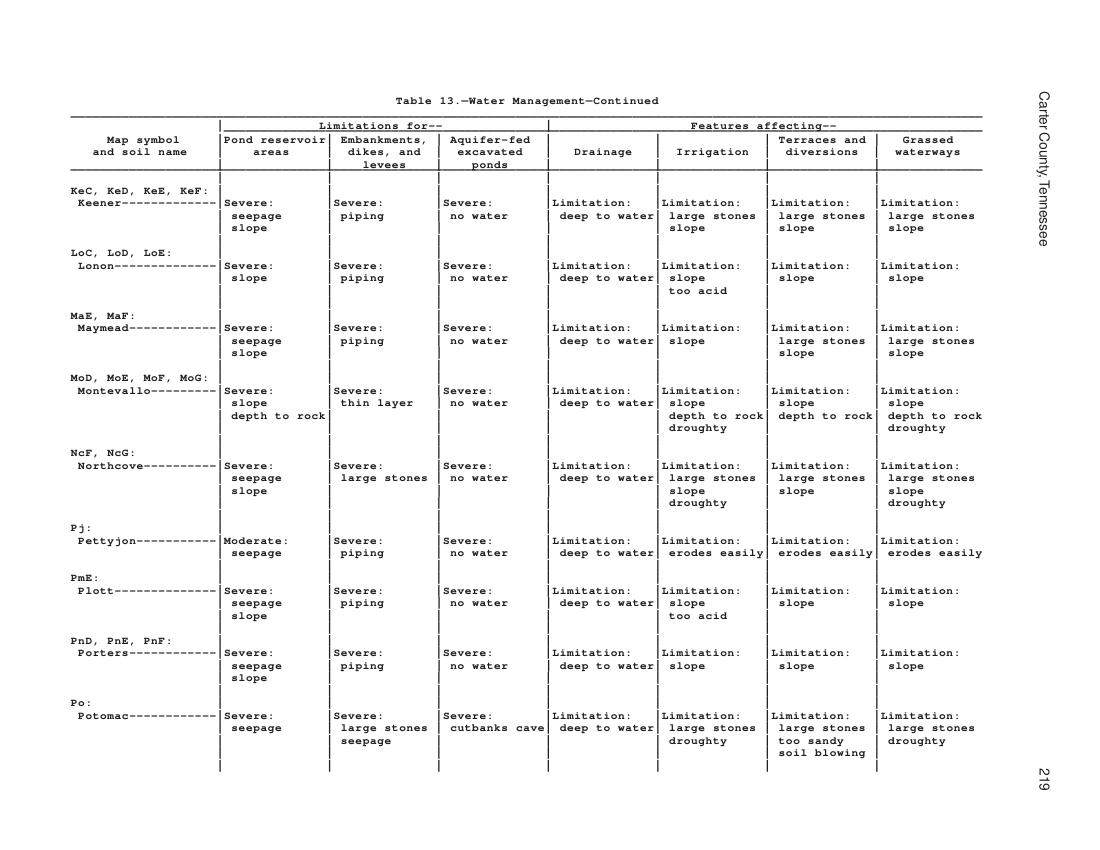 Table 13.—Water Management—Continued
Limitations for-- Features affecting--
Map symbol Pond reservoir Embankments, Aquifer-fed Terraces and Grassed
and soil name areas dikes, and excavated Drainage Irrigation diversions waterways
levees ponds
KeC, KeD, KeE, KeF:
Keener------------- Severe: Severe: Severe: Limitation: Limitation: Limitation: Limitation:
seepage piping no water deep to water large stones large stones large stones
slope slope slope slope
LoC, LoD, LoE:
Lonon-------------- Severe: Severe: Severe: Limitation: Limitation: Limitation: Limitation:
slope piping no water deep to water slope slope slope
too acid
MaE, MaF:
Maymead------------ Severe: Severe: Severe: Limitation: Limitation: Limitation: Limitation:
seepage piping no water deep to water slope large stones large stones
slope slope slope
MoD, MoE, MoF, MoG:
Montevallo--------- Severe: Severe: Severe: Limitation: Limitation: Limitation: Limitation:
slope thin layer no water deep to water slope slope slope
depth to rock depth to rock depth to rock depth to rock
droughty droughty
NcF, NcG:
Northcove---------- Severe: Severe: Severe: Limitation: Limitation: Limitation: Limitation:
seepage large stones no water deep to water large stones large stones large stones
slope slope slope slope
droughty droughty
Pj:
Pettyjon----------- Moderate: Severe: Severe: Limitation: Limitation: Limitation: Limitation:
seepage piping no water deep to water erodes easily erodes easily erodes easily
PmE:
Plott-------------- Severe: Severe: Severe: Limitation: Limitation: Limitation: Limitation:
seepage piping no water deep to water slope slope slope
slope too acid
PnD, PnE, PnF:
Porters------------ Severe: Severe: Severe: Limitation: Limitation: Limitation: Limitation:
seepage piping no water deep to water slope slope slope
slope
Po:
Potomac------------ Severe: Severe: Severe: Limitation: Limitation: Limitation: Limitation:
seepage large stones cutbanks cave deep to water large stones large stones large stones
seepage droughty too sandy droughty
soil blowing
Carter County, Tennessee
219